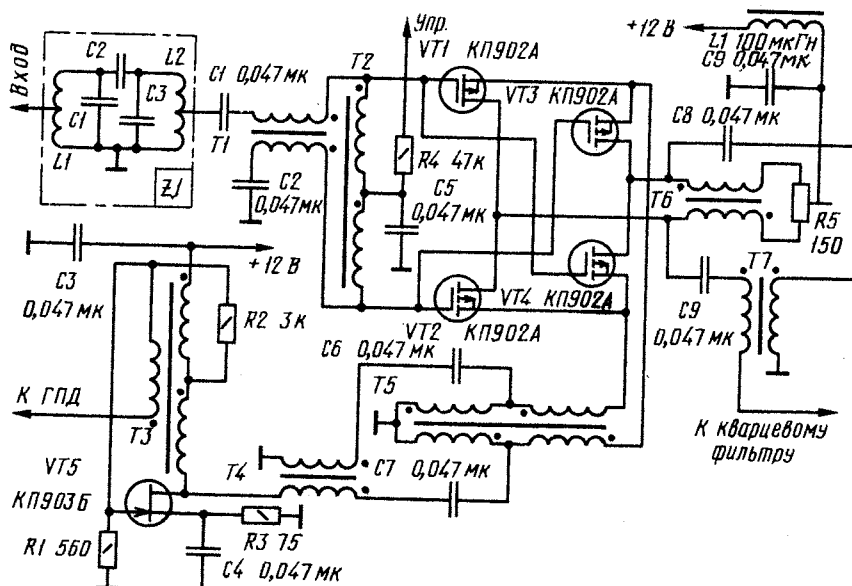 Вход
C2
L2
C1
C3
L1
Z1
C1 0,047мк
T1
C2
0,047мк
T2
Упр.
R4 47к
C5
0,047мк
VT1 КП902А
VT3 КП902А
+12 В
L1 100мкГн
C9 0,047мк
C8 0,047мк
T6
R5
150
T7
C9
0,047мк
VT4 КП902А
VT2 КП902А
C3
0,047мк
+12 В
R2 3к
К ГПД
T3
VT5
КП903Б
R1 560
C4 0,047мк
R3 75
T4
C7 0,047мк
C6 0,047мк
T5
К кварцевому
фильтру